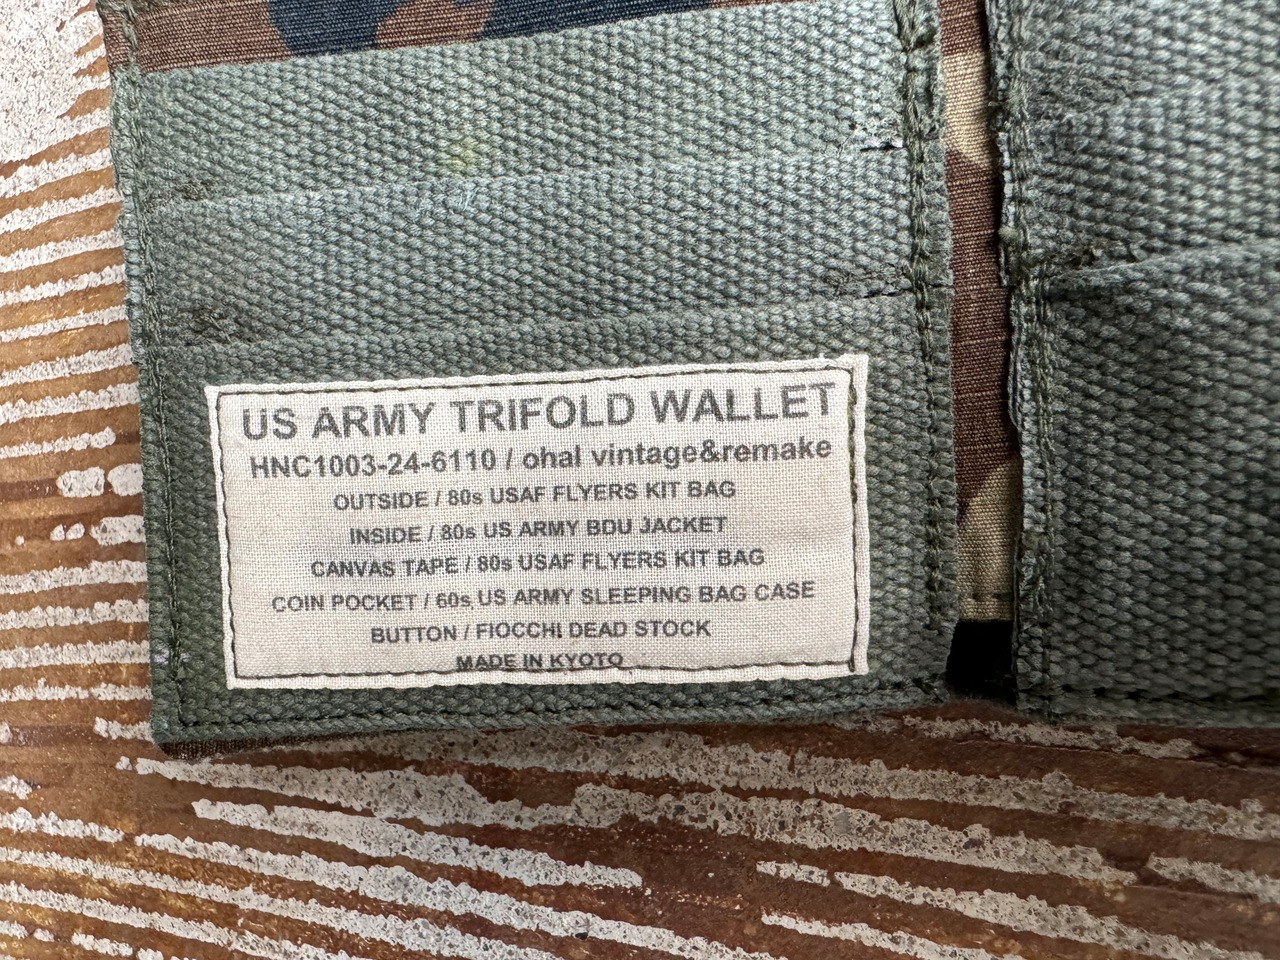 US ARMY TRIFOLD WALLET
HNC1003-24-6110 / ohal vintage&remake
OUTSIDE / 80s USAF FLYERS KIT BAG
INSIDE / 80s US ARMY BDU JACKET
CANVAS TAPE / 80s USAF FLYERS KIT BAG
COIN POCKET / 60s US ARMY SLEEPING BAG CASE
BUTTON / FIOCCHI DEAD STOCK
MADE IN KYOTO